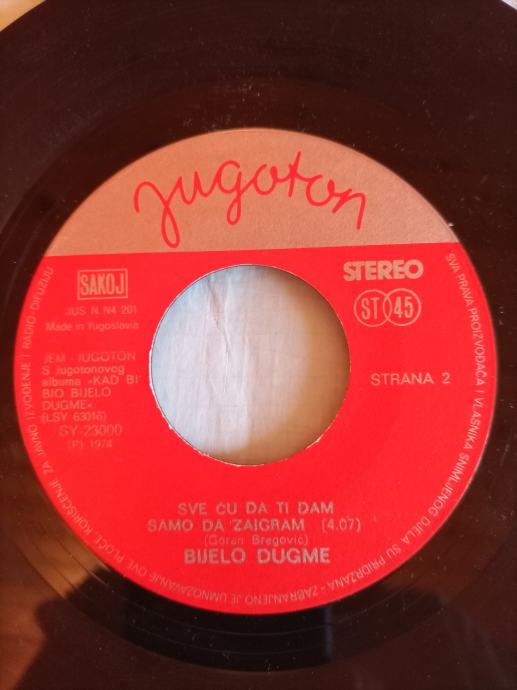 jugoton
SAKOJ
JUS N N4 201
Made in Yugoslavia
STEREO
ST 45
JEM - JUGOTON
S Jugotonovog
albuma «KAD BI
BIO BIJELO
DUGME»
(LSY 63016)
SY-23000
(P) 1974
STRANA 2
SVE ĆU DA TI DAM
SAMO DA ZAIGRAM (4.07)
(Goran Bregović)
BIJELO DUGME
SVA PRAVA PROIZVOĐAČA I VLASNIKA SNIMLJENOG DJELA SU PRIDRŽANA - ZABRANJENO JE UMNOŽAVANJE OVE PLOČE, KORIŠĆENJE ZA JAVNO IZVOĐENJE I RADIO DIFUZIJU